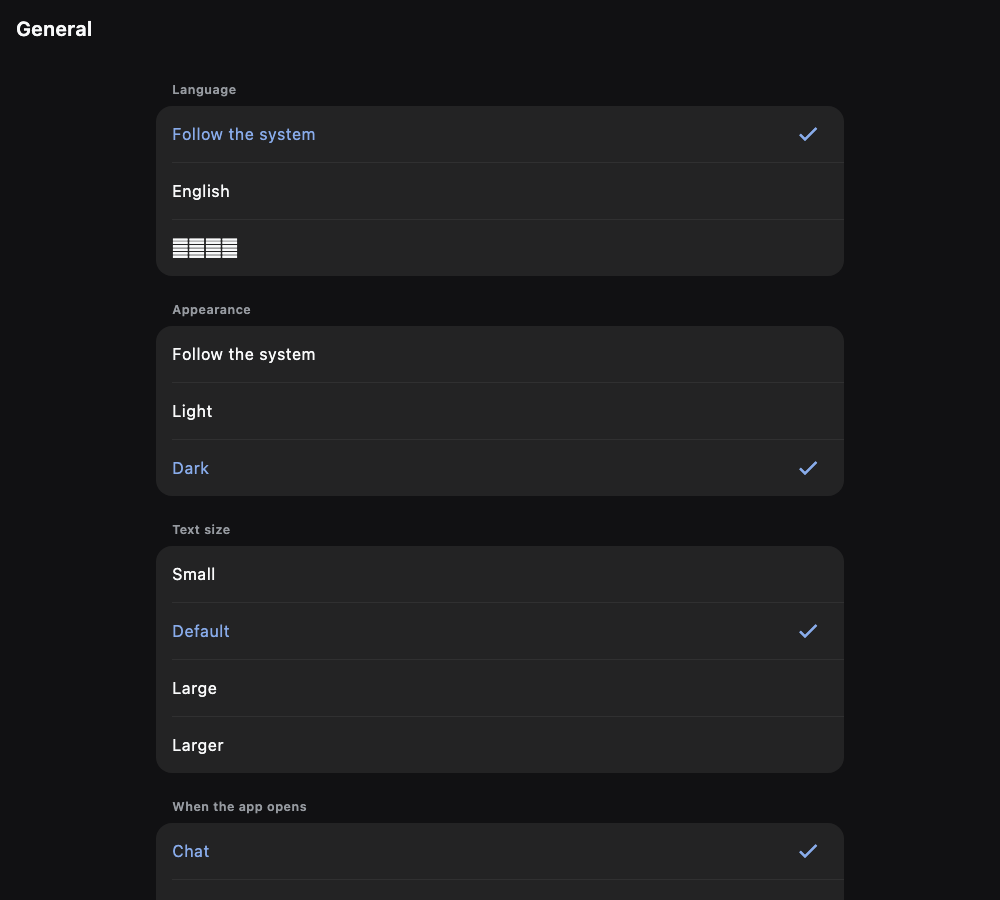 General
Language
Follow the system
English
Appearance
Follow the system
Light
Dark
Text size
Small
Default
Large
Larger
When the app opens
Chat